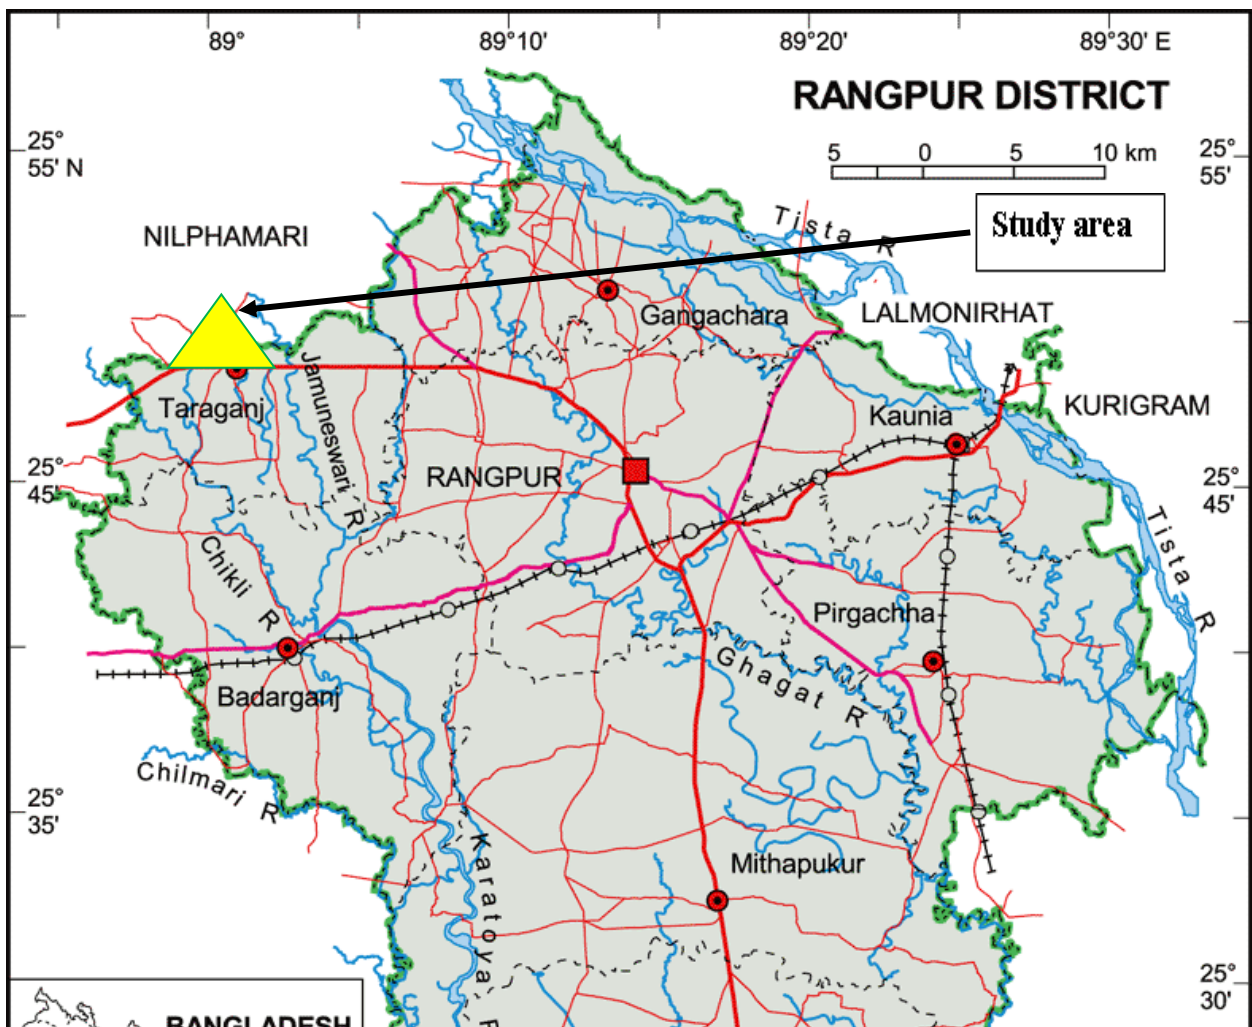 89°
89°10'
89°20'
89°30' E
RANGPUR DISTRICT
25°
55' N
5 0 5 10 km
25°
55'
Study area
Tista R
NILPHAMARI
Gangachara
LALMONIRHAT
Jamuneswari R
Taraganj
Kaunia
KURIGRAM
25°
45'
RANGPUR
25°
45'
Tista R
Chikli R
Pirgachha
Ghagat R
Badarganj
Chilmari R
25°
35'
Karatoya R
Mithapukur
25°
30'
BANGLADESH